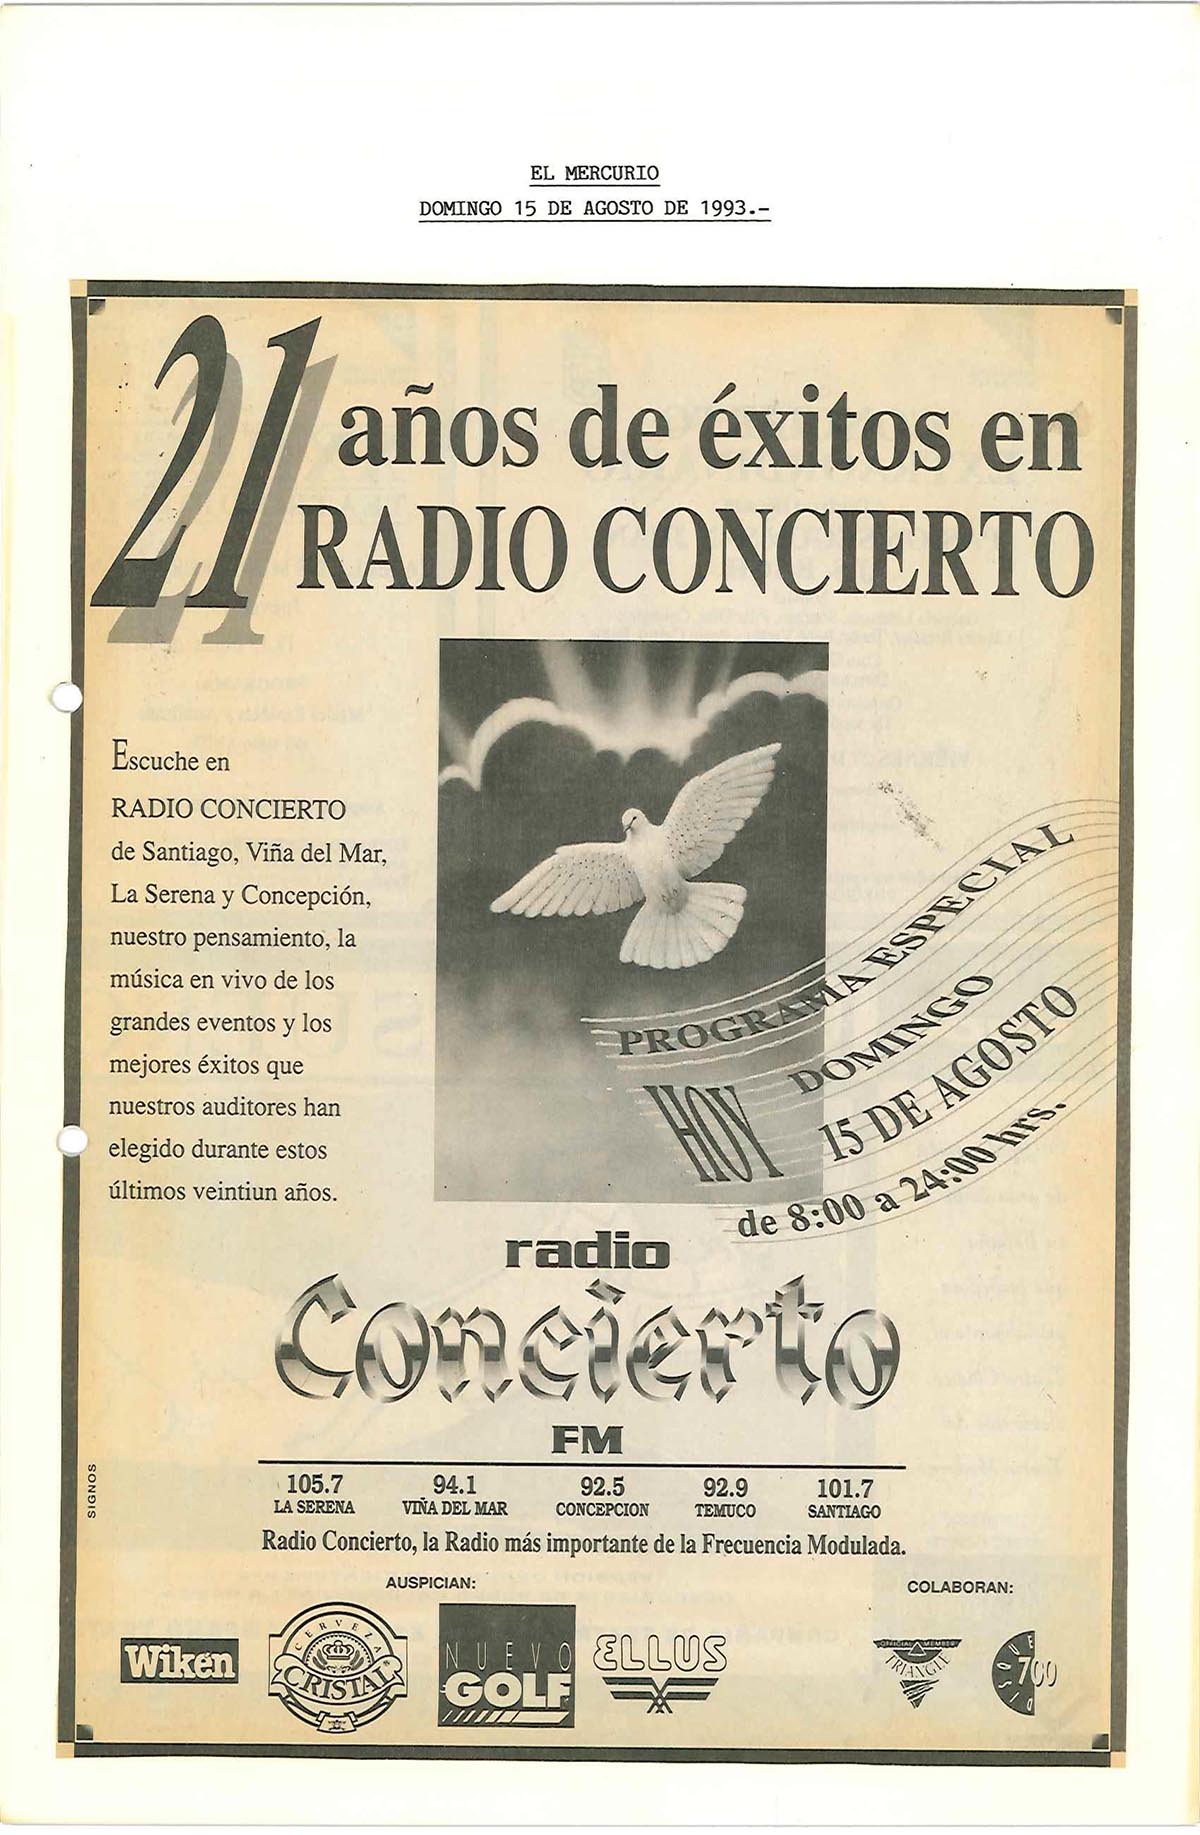 EL MERCURIO
DOMINGO 15 DE AGOSTO DE 1993.-
21 años de éxitos en
RADIO CONCIERTO
Escuche en
RADIO CONCIERTO
de Santiago, Viña del Mar,
La Serena y Concepción,
nuestro pensamiento, la
música en vivo de los
grandes eventos y los
mejores éxitos que
nuestros auditores han
elegido durante estos
últimos veintiun años.
PROGRAMA ESPECIAL
HOY DOMINGO
15 DE AGOSTO
de 8:00 a 24:00 hrs.
radio
Concierto
FM
105.7 94.1 92.5 92.9 101.7
LA SERENA VIÑA DEL MAR CONCEPCION TEMUCO SANTIAGO
Radio Concierto, la Radio más importante de la Frecuencia Modulada.
SIGNOS
AUSPICIAN:
COLABORAN:
Wikén
CERVEZA
CRISTAL
NUEVO
GOLF
ELLUS
OFFICIAL MEMBER
TRIANGLE
700